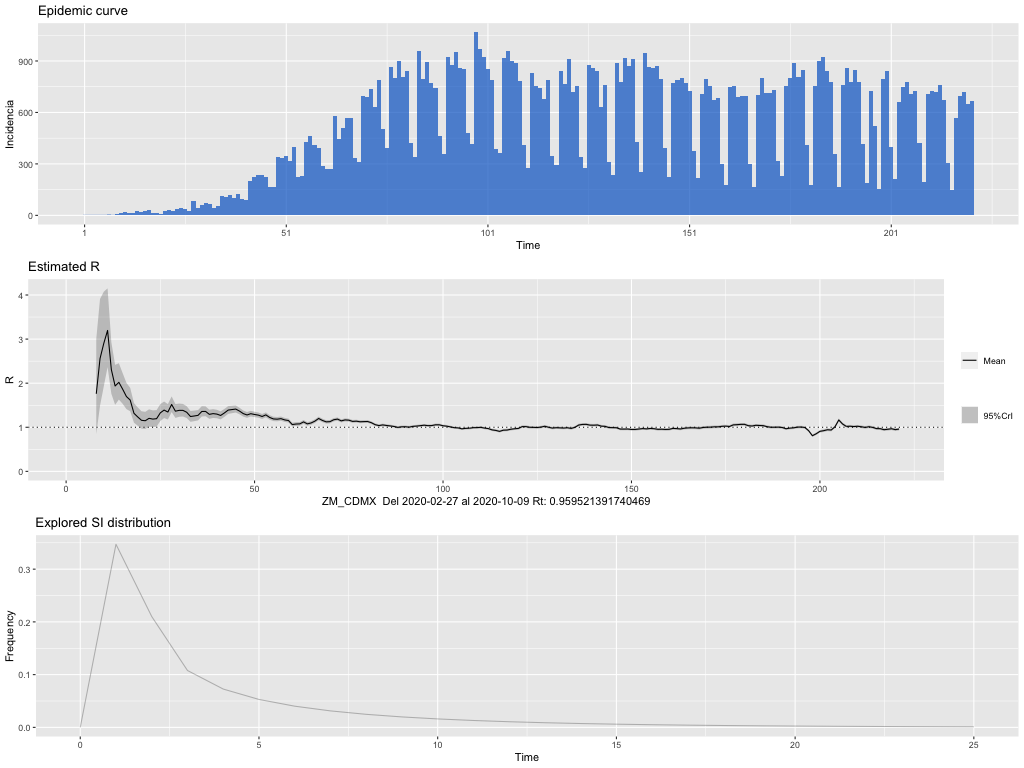 Epidemic curve
Incidencia
900
600
300
0
1 51 101 151 201
Time
Estimated R
R
4
3
2
1
0
0 50 100 150 200
ZM_CDMX Del 2020-02-27 al 2020-10-09 Rt: 0.959521391740469
Mean
95%CrI
Explored SI distribution
Frequency
0.3
0.2
0.1
0.0
0 5 10 15 20 25
Time